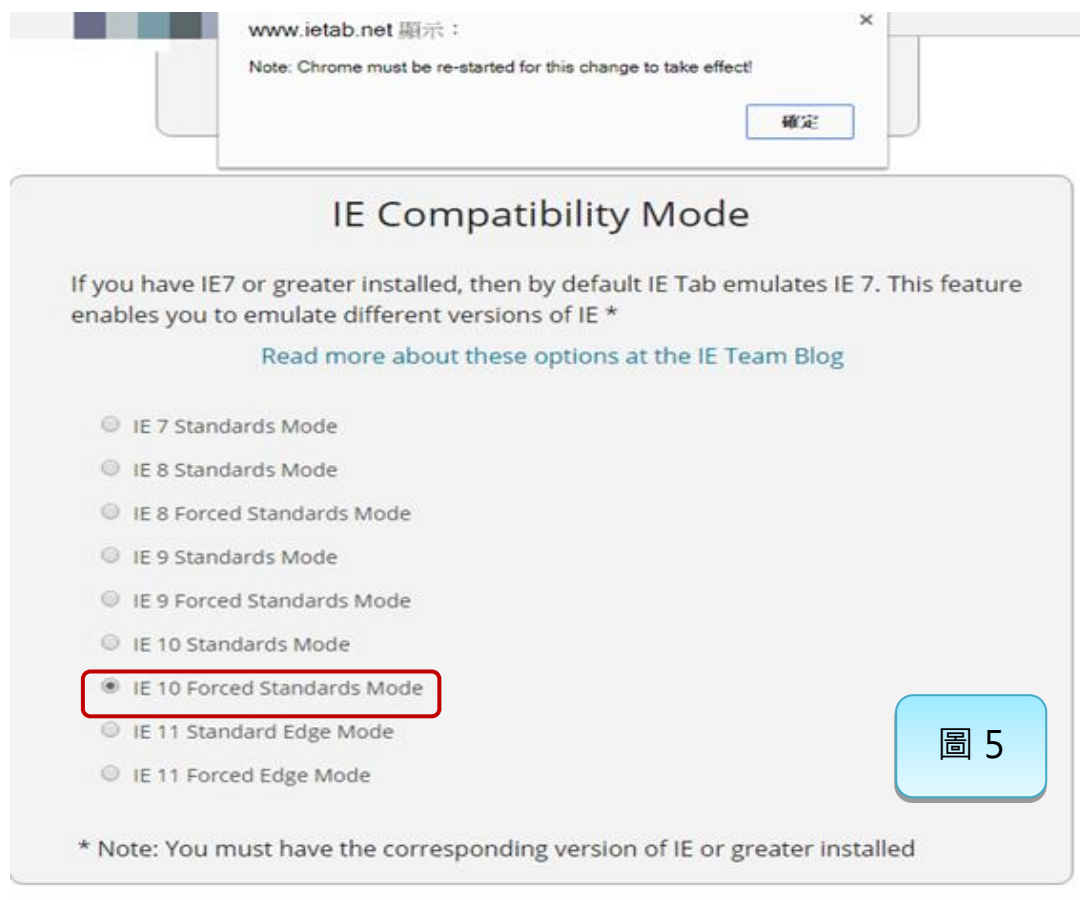 www.ietab.net 顯示：
×
Note: Chrome must be re-started for this change to take effect!
確定
IE Compatibility Mode
If you have IE7 or greater installed, then by default IE Tab emulates IE 7. This feature
enables you to emulate different versions of IE *
Read more about these options at the IE Team Blog
IE 7 Standards Mode
IE 8 Standards Mode
IE 8 Forced Standards Mode
IE 9 Standards Mode
IE 9 Forced Standards Mode
IE 10 Standards Mode
IE 10 Forced Standards Mode
IE 11 Standard Edge Mode
IE 11 Forced Edge Mode
圖 5
* Note: You must have the corresponding version of IE or greater installed